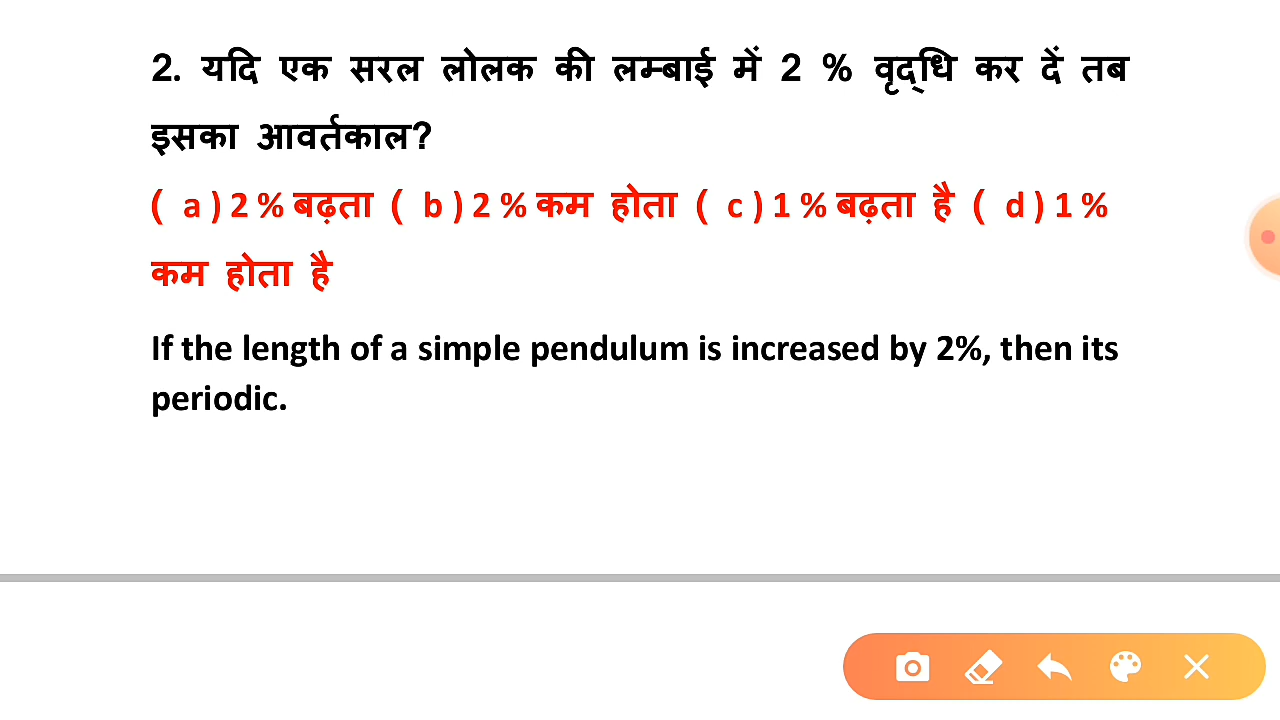 2. यदि एक सरल लोलक की लम्बाई में 2 % वृद्धि कर दें तब
इसका आवर्तकाल?
( a ) 2 % बढ़ता ( b ) 2 % कम होता ( c ) 1 % बढ़ता है ( d ) 1 %
कम होता है
If the length of a simple pendulum is increased by 2%, then its
periodic.